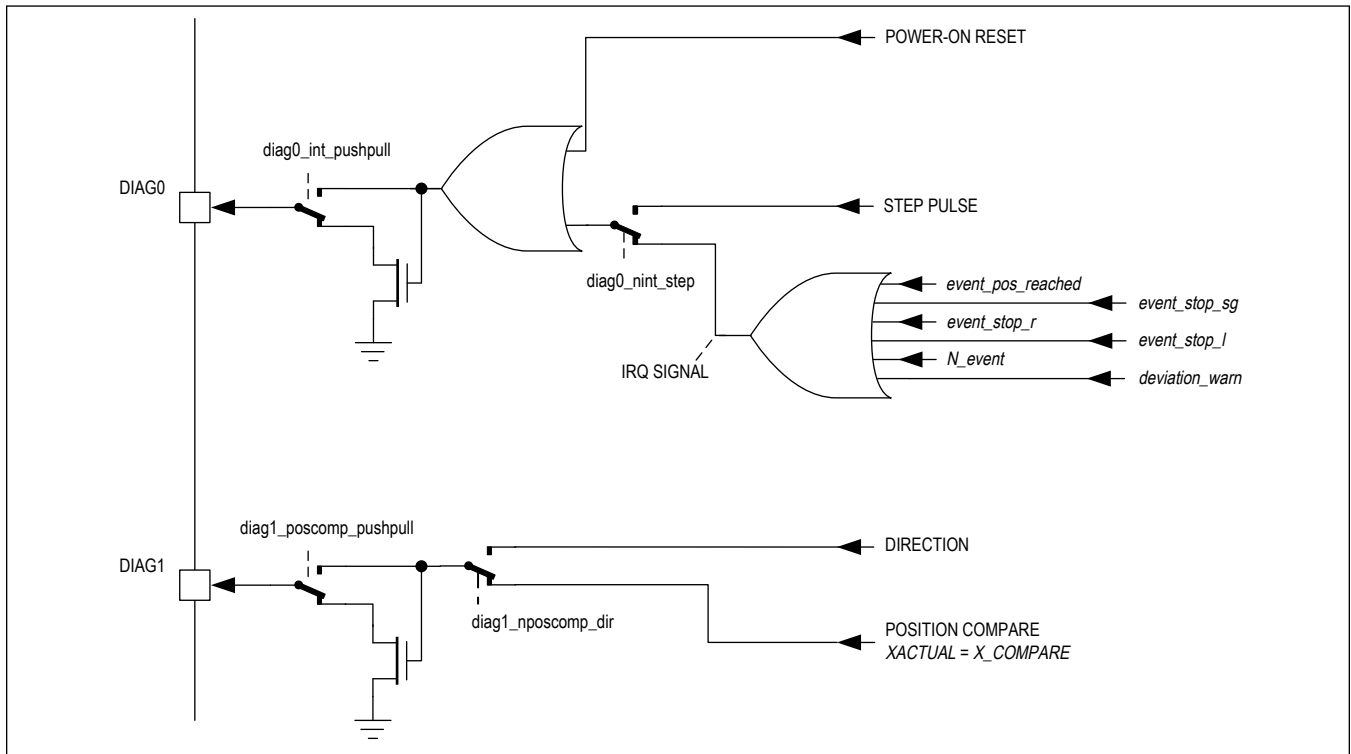 POWER-ON RESET
diag0_int_pushpull
DIAG0
STEP PULSE
diag0_nint_step
event_pos_reached
event_stop_sg
event_stop_r
event_stop_l
N_event
IRQ SIGNAL
deviation_warn
diag1_poscomp_pushpull
DIRECTION
DIAG1
diag1_nposcomp_dir
POSITION COMPARE
XACTUAL = X_COMPARE